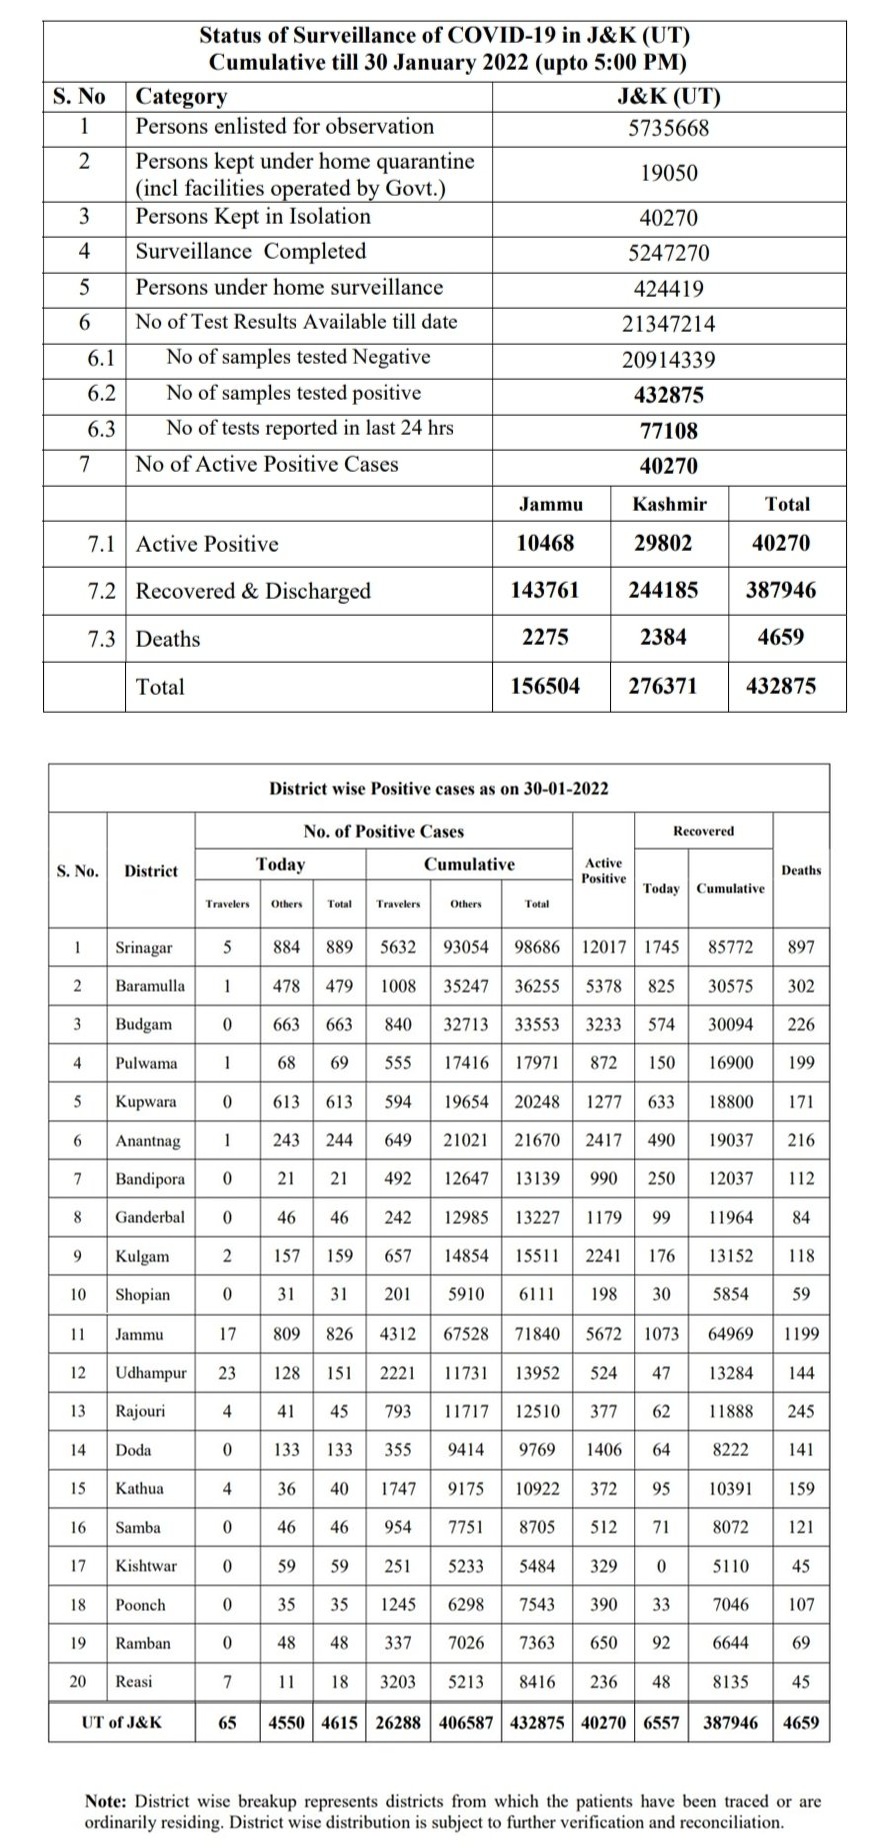 Status of Surveillance of COVID-19 in J&K (UT)
Cumulative till 30 January 2022 (upto 5:00 PM)
S. No Category J&K (UT)
1 Persons enlisted for observation 5735668
2 Persons kept under home quarantine
(incl facilities operated by Govt.) 19050
3 Persons Kept in Isolation 40270
4 Surveillance Completed 5247270
5 Persons under home surveillance 424419
6 No of Test Results Available till date 21347214
6.1 No of samples tested Negative 20914339
6.2 No of samples tested positive 432875
6.3 No of tests reported in last 24 hrs 77108
7 No of Active Positive Cases 40270
Jammu Kashmir Total
7.1 Active Positive 10468 29802 40270
7.2 Recovered & Discharged 143761 244185 387946
7.3 Deaths 2275 2384 4659
Total 156504 276371 432875
District wise Positive cases as on 30-01-2022
No. of Positive Cases Recovered
S. No. District Today Cumulative Active
Positive Today Cumulative Deaths
Travelers Others Total Travelers Others Total
1 Srinagar 5 884 889 5632 93054 98686 12017 1745 85772 897
2 Baramulla 1 478 479 1008 35247 36255 5378 825 30575 302
3 Budgam 0 663 663 840 32713 33553 3233 574 30094 226
4 Pulwama 1 68 69 555 17416 17971 872 150 16900 199
5 Kupwara 0 613 613 594 19654 20248 1277 633 18800 171
6 Anantnag 1 243 244 649 21021 21670 2417 490 19037 216
7 Bandipora 0 21 21 492 12647 13139 990 250 12037 112
8 Ganderbal 0 46 46 242 12985 13227 1179 99 11964 84
9 Kulgam 2 157 159 657 14854 15511 2241 176 13152 118
10 Shopian 0 31 31 201 5910 6111 198 30 5854 59
11 Jammu 17 809 826 4312 67528 71840 5672 1073 64969 1199
12 Udhampur 23 128 151 2221 11731 13952 524 47 13284 144
13 Rajouri 4 41 45 793 11717 12510 377 62 11888 245
14 Doda 0 133 133 355 9414 9769 1406 64 8222 141
15 Kathua 4 36 40 1747 9175 10922 372 95 10391 159
16 Samba 0 46 46 954 7751 8705 512 71 8072 121
17 Kishtwar 0 59 59 251 5233 5484 329 0 5110 45
18 Poonch 0 35 35 1245 6298 7543 390 33 7046 107
19 Ramban 0 48 48 337 7026 7363 650 92 6644 69
20 Reasi 7 11 18 3203 5213 8416 236 48 8135 45
UT of J&K 65 4550 4615 26288 406587 432875 40270 6557 387946 4659
Note: District wise breakup represents districts from which the patients have been traced or are
ordinarily residing. District wise distribution is subject to further verification and reconciliation.